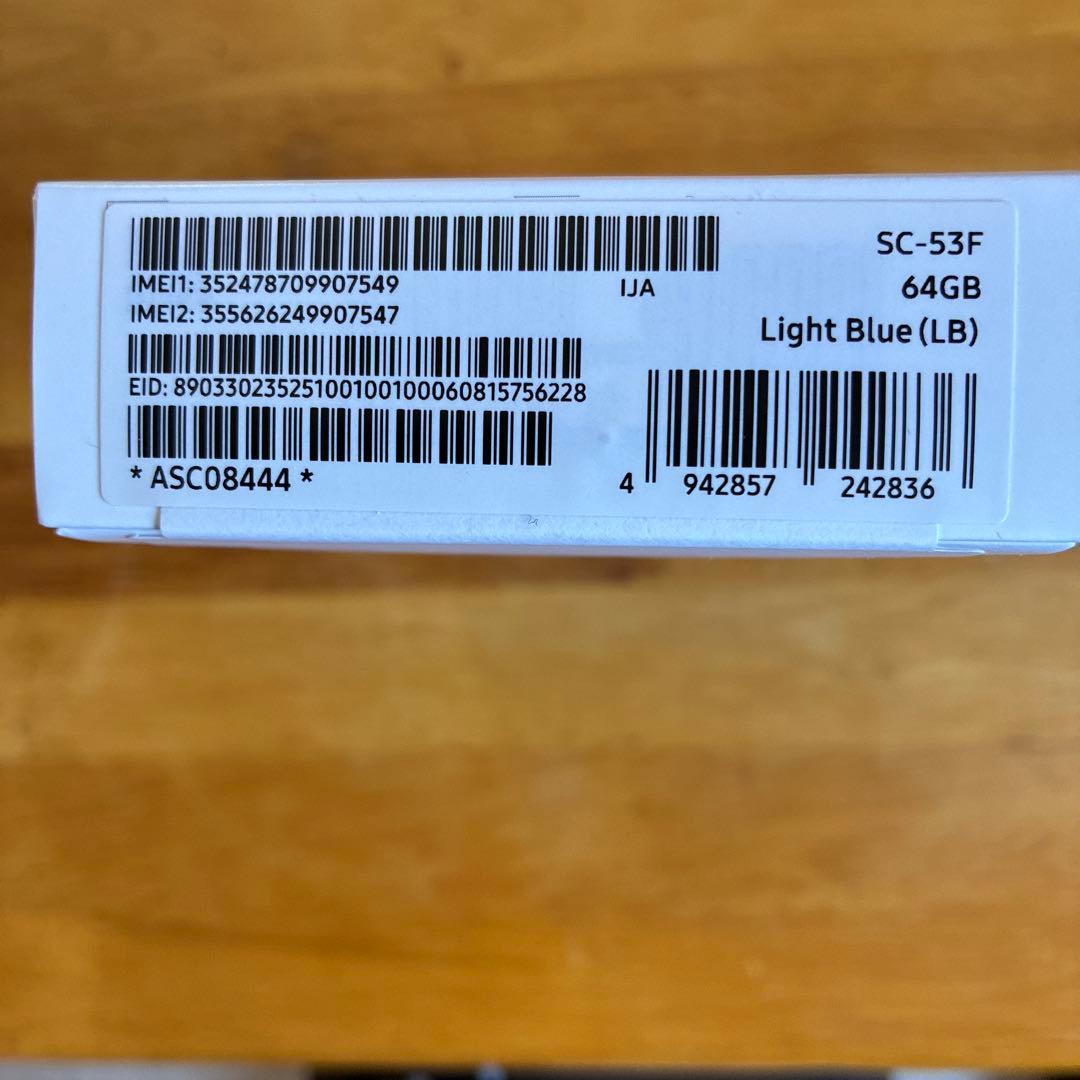 IMEI1: 352478709907549
IJA
IMEI2: 355626249907547
EID: 89033023525100100100060815756228
* ASC08444 *
SC-53F
64GB
Light Blue (LB)
4 942857 242836